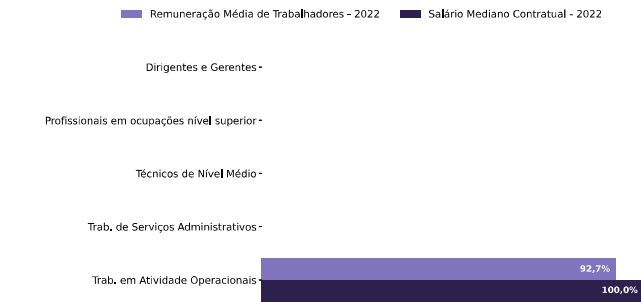 Remuneração Média de Trabalhadores - 2022 Salário Mediano Contratual - 2022
Dirigentes e Gerentes
Profissionais em ocupações nível superior
Técnicos de Nível Médio
Trab. de Serviços Administrativos
Trab. em Atividade Operacionais
92,7%
100,0%